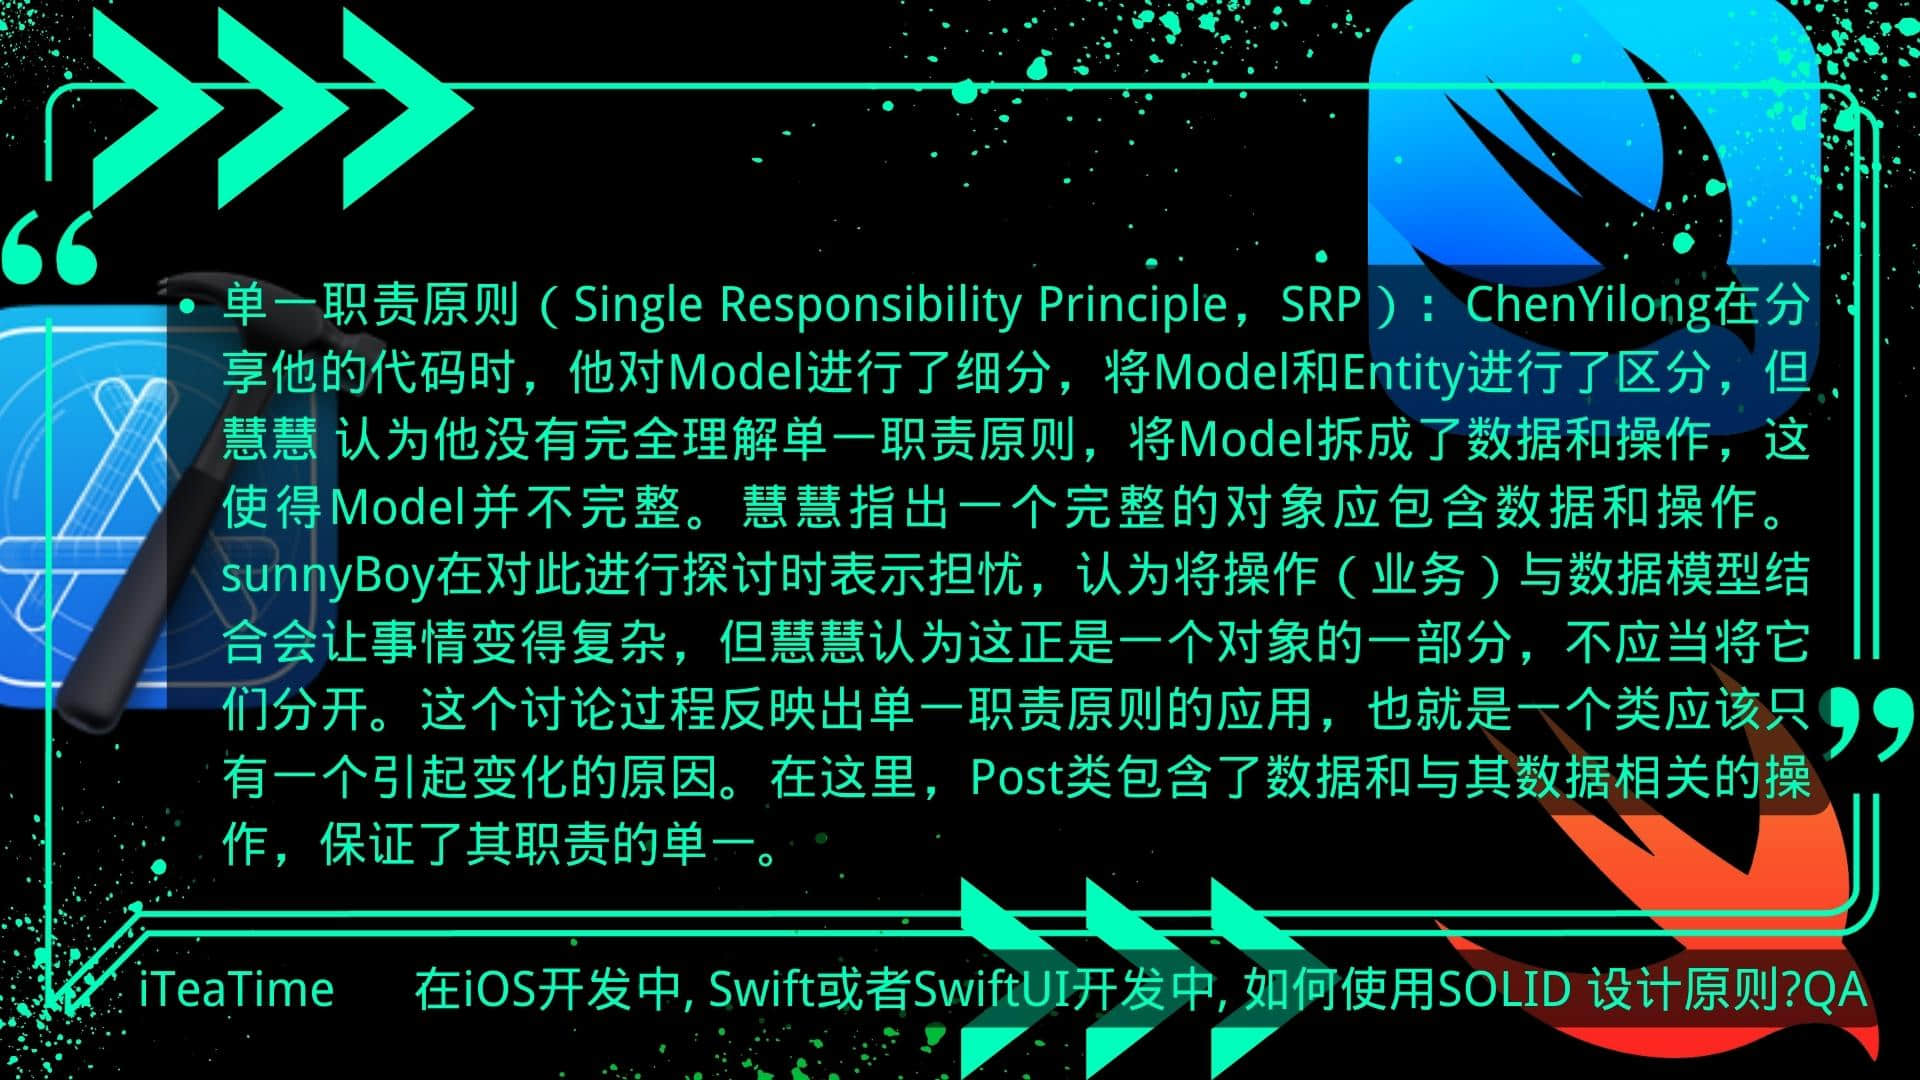 “
• 单一职责原则（Single Responsibility Principle，SRP）：ChenYilong在分
享他的代码时，他对Model进行了细分，将Model和Entity进行了区分，但
慧慧 认为他没有完全理解单一职责原则，将Model拆成了数据和操作，这
使得Model并不完整。慧慧指出一个完整的对象应包含数据和操作。
sunnyBoy在对此进行探讨时表示担忧，认为将操作（业务）与数据模型结
合会让事情变得复杂，但慧慧认为这正是一个对象的一部分，不应当将它
们分开。这个讨论过程反映出单一职责原则的应用，也就是一个类应该只
有一个引起变化的原因。在这里，Post类包含了数据和与其数据相关的操
作，保证了其职责的单一。
”
iTeaTime 在iOS开发中, Swift或者SwiftUI开发中, 如何使用SOLID 设计原则?QA